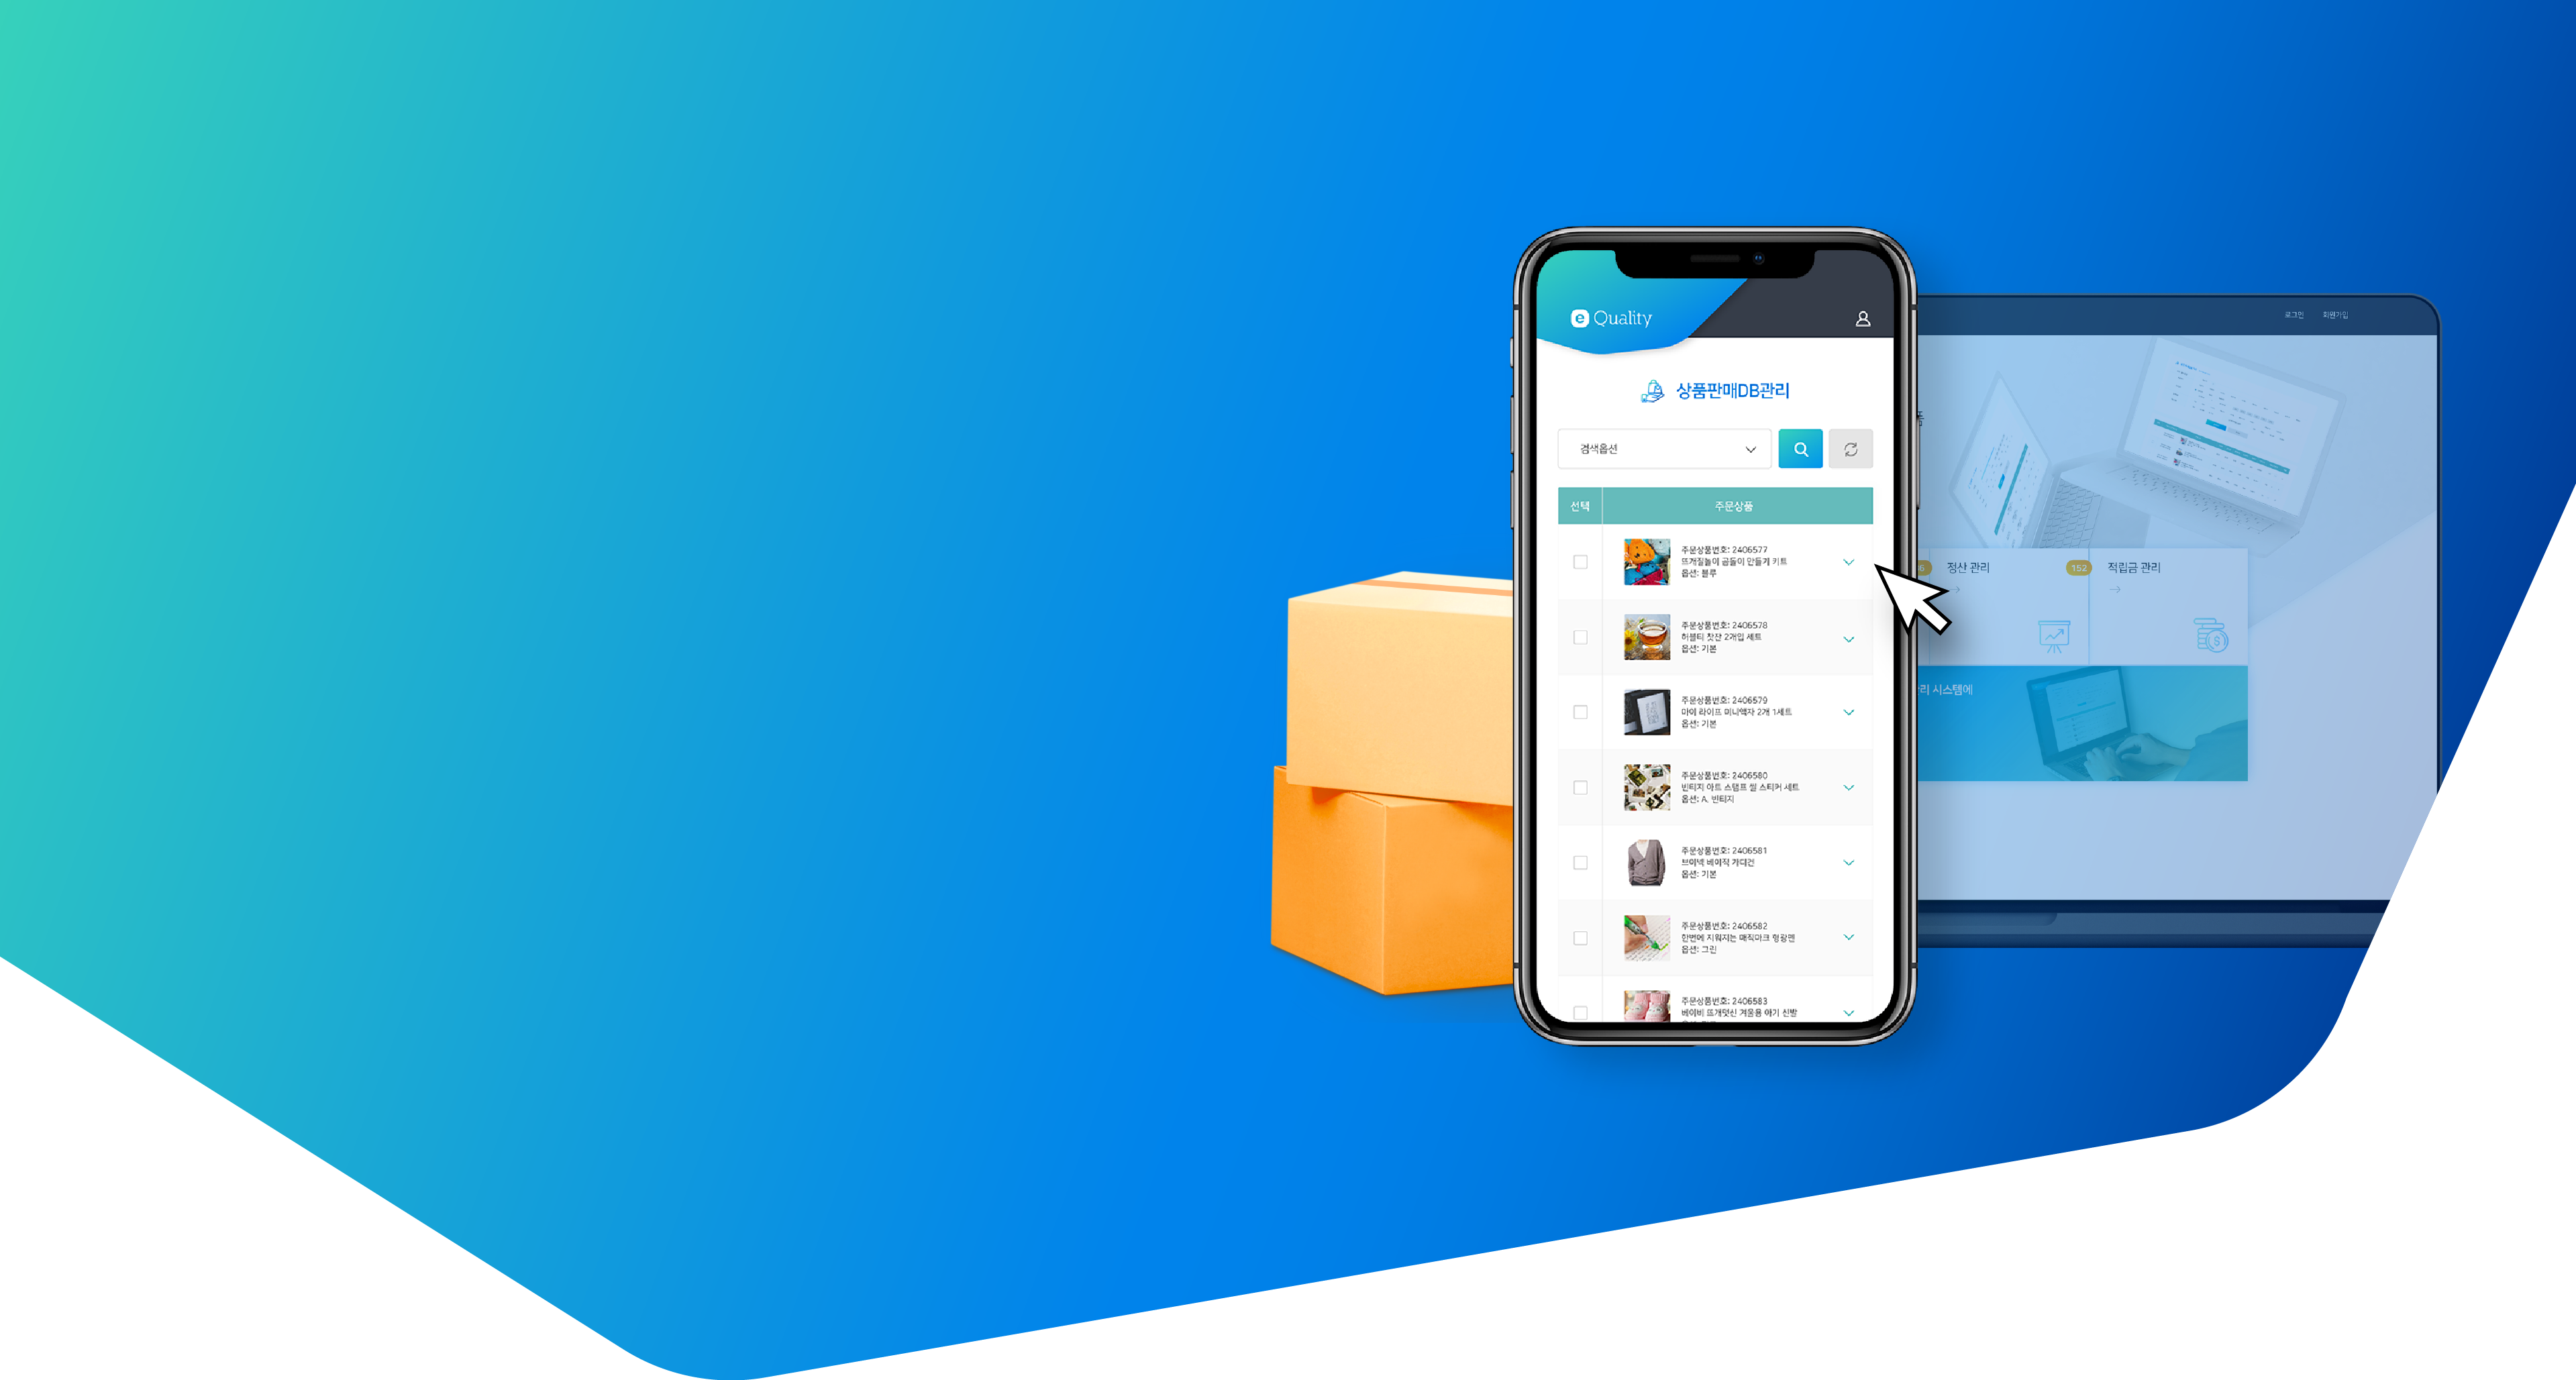 e Quality
상품판매DB관리
검색옵션
선택
주문상품
주문상품번호: 2406577
뜨개질놀이 곰돌이 만들기 키트
옵션: 블루
주문상품번호: 2406578
허블티 찻잔 2개입 세트
옵션: 기본
주문상품번호: 2406579
마이 라이프 미니액자 2개 1세트
옵션: 기본
주문상품번호: 2406580
빈티지 아트 스탬프 씰 스티커 세트
옵션: A. 빈티지
주문상품번호: 2406581
브이넥 베이직 가디건
옵션: 기본
주문상품번호: 2406582
한번에 지워지는 매직마크 형광펜
옵션: 그린
주문상품번호: 2406583
베이비 뜨개덧신 겨울용 아기 신발
로그인
회원가입
6
정산 관리
152
적립금 관리
리 시스템에